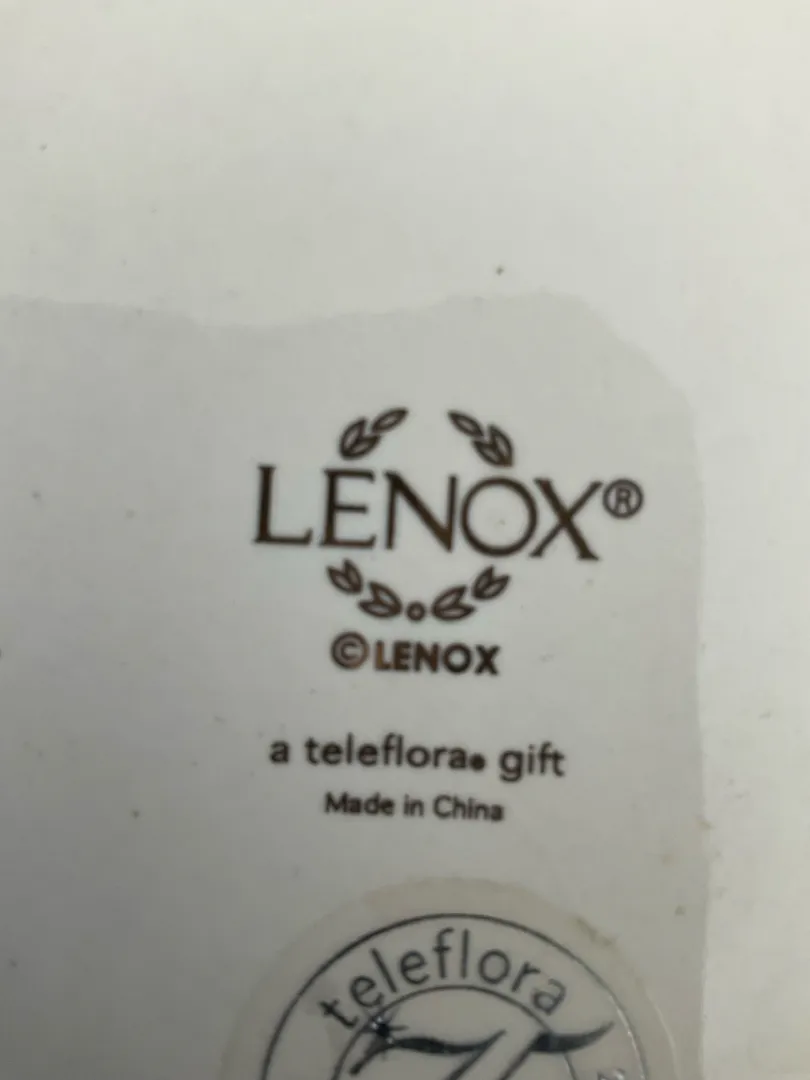 LENOX®
©LENOX
a teleflora® gift
Made in China
teleflora